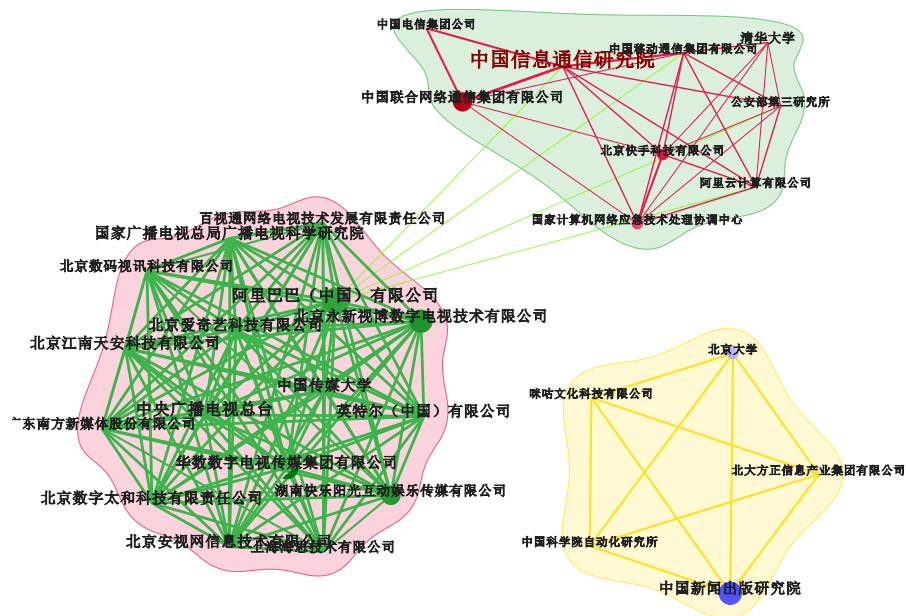 中国电信集团公司
清华大学
中国移动通信集团有限公司
中国信息通信研究院
中国联合网络通信集团有限公司
公安部第三研究所
北京快手科技有限公司
阿里云计算有限公司
国家计算机网络应急技术处理协调中心
百视通网络电视技术发展有限责任公司
国家广播电视总局广播电视科学研究院
北京数码视讯科技有限公司
阿里巴巴（中国）有限公司
北京永新视博数字电视技术有限公司
北京爱奇艺科技有限公司
北京江南天安科技有限公司
中国传媒大学
中央广播电视总台
英特尔（中国）有限公司
广东南方新媒体股份有限公司
华数数字电视传媒集团有限公司
湖南快乐阳光互动娱乐传媒有限公司
北京数字太和科技有限责任公司
北京安视网信息技术有限公司
上海海思技术有限公司
北京大学
咪咕文化科技有限公司
北大方正信息产业集团有限公司
中国科学院自动化研究所
中国新闻出版研究院